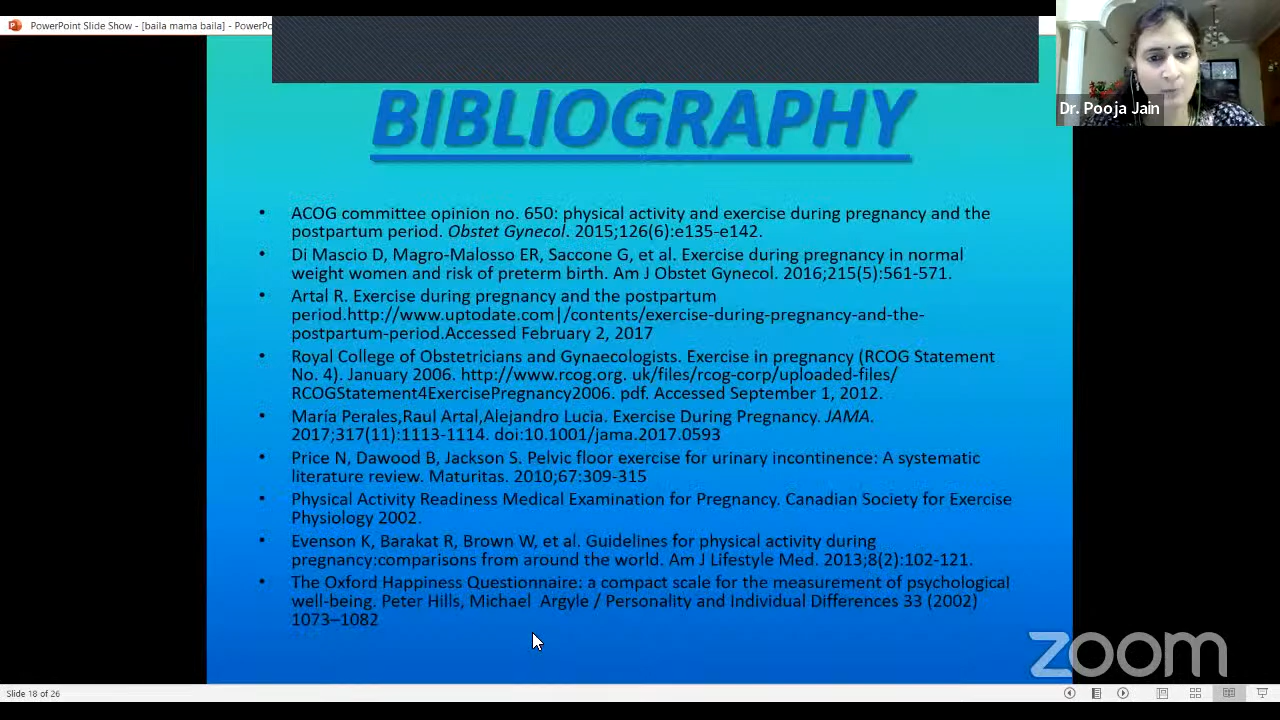 PowerPoint Slide Show - [baila mama baila] - PowerPo
Dr. Pooja Jain
BIBLIOGRAPHY
• ACOG committee opinion no. 650: physical activity and exercise during pregnancy and the
postpartum period. Obstet Gynecol. 2015;126(6):e135-e142.
• Di Mascio D, Magro-Malosso ER, Saccone G, et al. Exercise during pregnancy in normal
weight women and risk of preterm birth. Am J Obstet Gynecol. 2016;215(5):561-571.
• Artal R. Exercise during pregnancy and the postpartum
period.http://www.uptodate.com|/contents/exercise-during-pregnancy-and-the-
postpartum-period.Accessed February 2, 2017
• Royal College of Obstetricians and Gynaecologists. Exercise in pregnancy (RCOG Statement
No. 4). January 2006. http://www.rcog.org. uk/files/rcog-corp/uploaded-files/
RCOGStatement4ExercisePregnancy2006. pdf. Accessed September 1, 2012.
• María Perales,Raul Artal,Alejandro Lucia. Exercise During Pregnancy. JAMA.
2017;317(11):1113-1114. doi:10.1001/jama.2017.0593
• Price N, Dawood B, Jackson S. Pelvic floor exercise for urinary incontinence: A systematic
literature review. Maturitas. 2010;67:309-315
• Physical Activity Readiness Medical Examination for Pregnancy. Canadian Society for Exercise
Physiology 2002.
• Evenson K, Barakat R, Brown W, et al. Guidelines for physical activity during
pregnancy:comparisons from around the world. Am J Lifestyle Med. 2013;8(2):102-121.
• The Oxford Happiness Questionnaire: a compact scale for the measurement of psychological
well-being. Peter Hills, Michael  Argyle / Personality and Individual Differences 33 (2002)
1073–1082
zoom
Slide 18 of 26